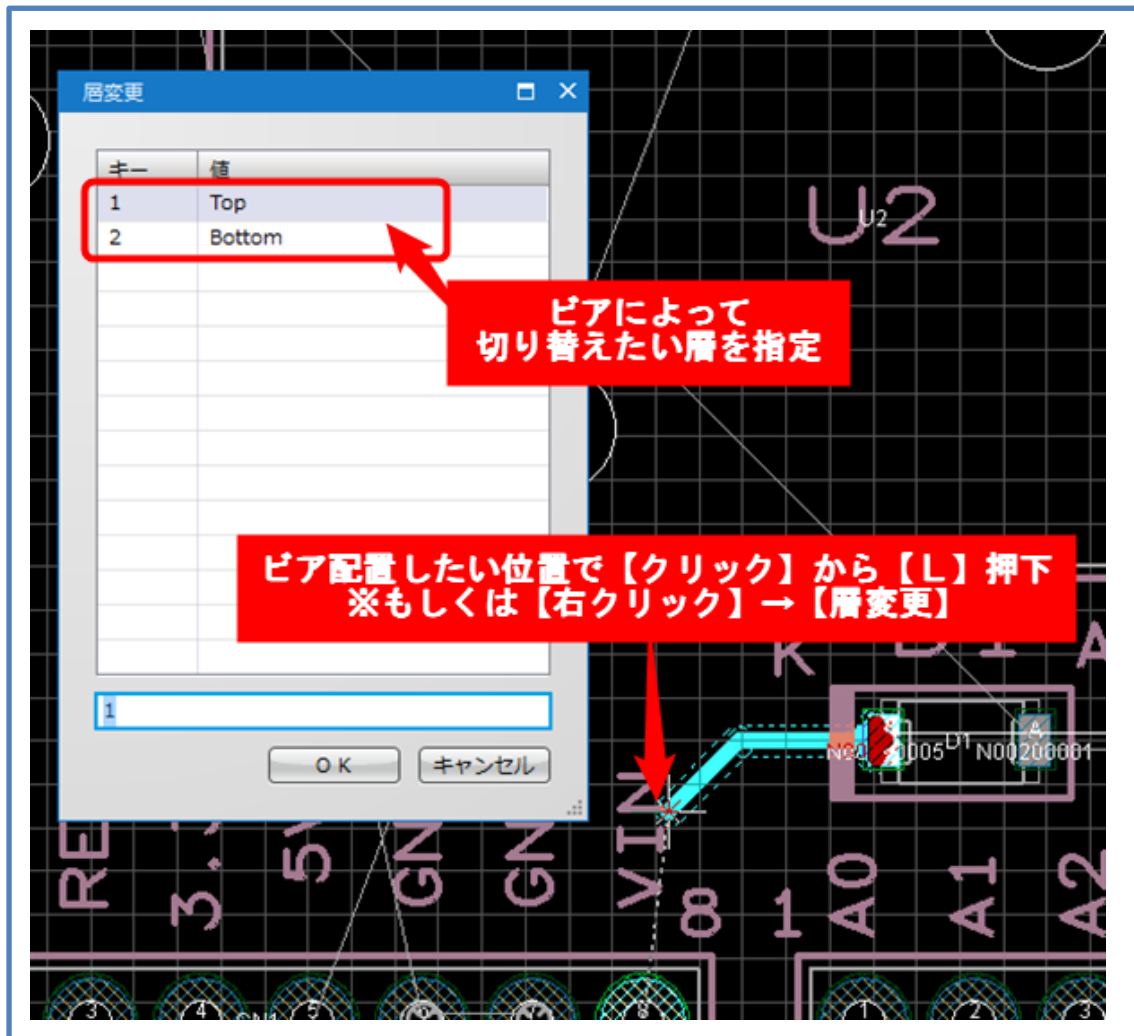 層変更
キー 値
1 Top
2 Bottom
U2
U2
ビアによって
切り替えたい層を指定
ビア配置したい位置で【クリック】から【L】押下
※もしくは【右クリック】→【層変更】
1
OK キャンセル
K D1 A
D1 N00200001
A
RE 3. 5V GN GN VIN
8 1 A0 A1 A2
3 4 5 8 1 2 3